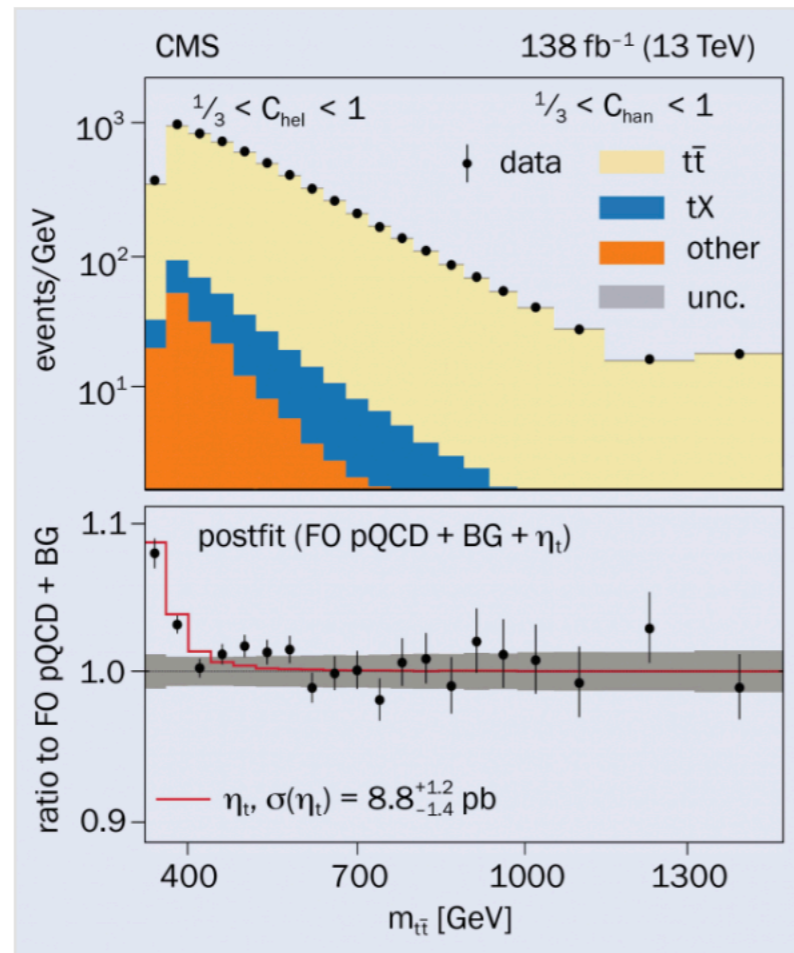 CMS 138 fb⁻¹ (13 TeV)
⅓ < C_hel < 1 ⅓ < C_han < 1
data
tt̄
tX
other
unc.
events/GeV
10³
10²
10¹
postfit (FO pQCD + BG + η_t)
ratio to FO pQCD + BG
1.1
1.0
0.9
η_t, σ(η_t) = 8.8 +1.2 −1.4 pb
400 700 1000 1300
m_tt̄ [GeV]